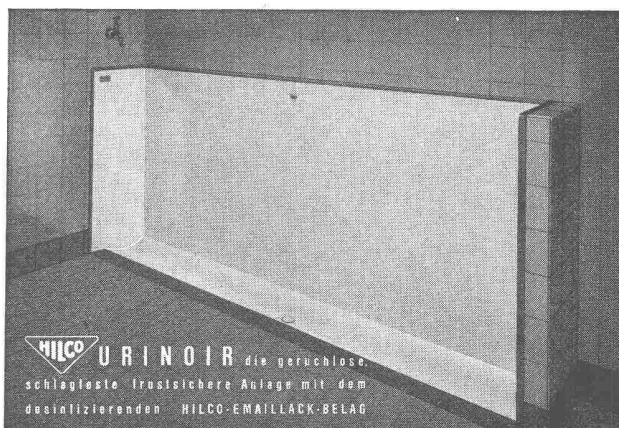 HILCO URINOIR die geruchlose,
schlagfeste frostsichere Anlage mit dem
desinfizierenden HILCO-EMAILLACK-BELAG